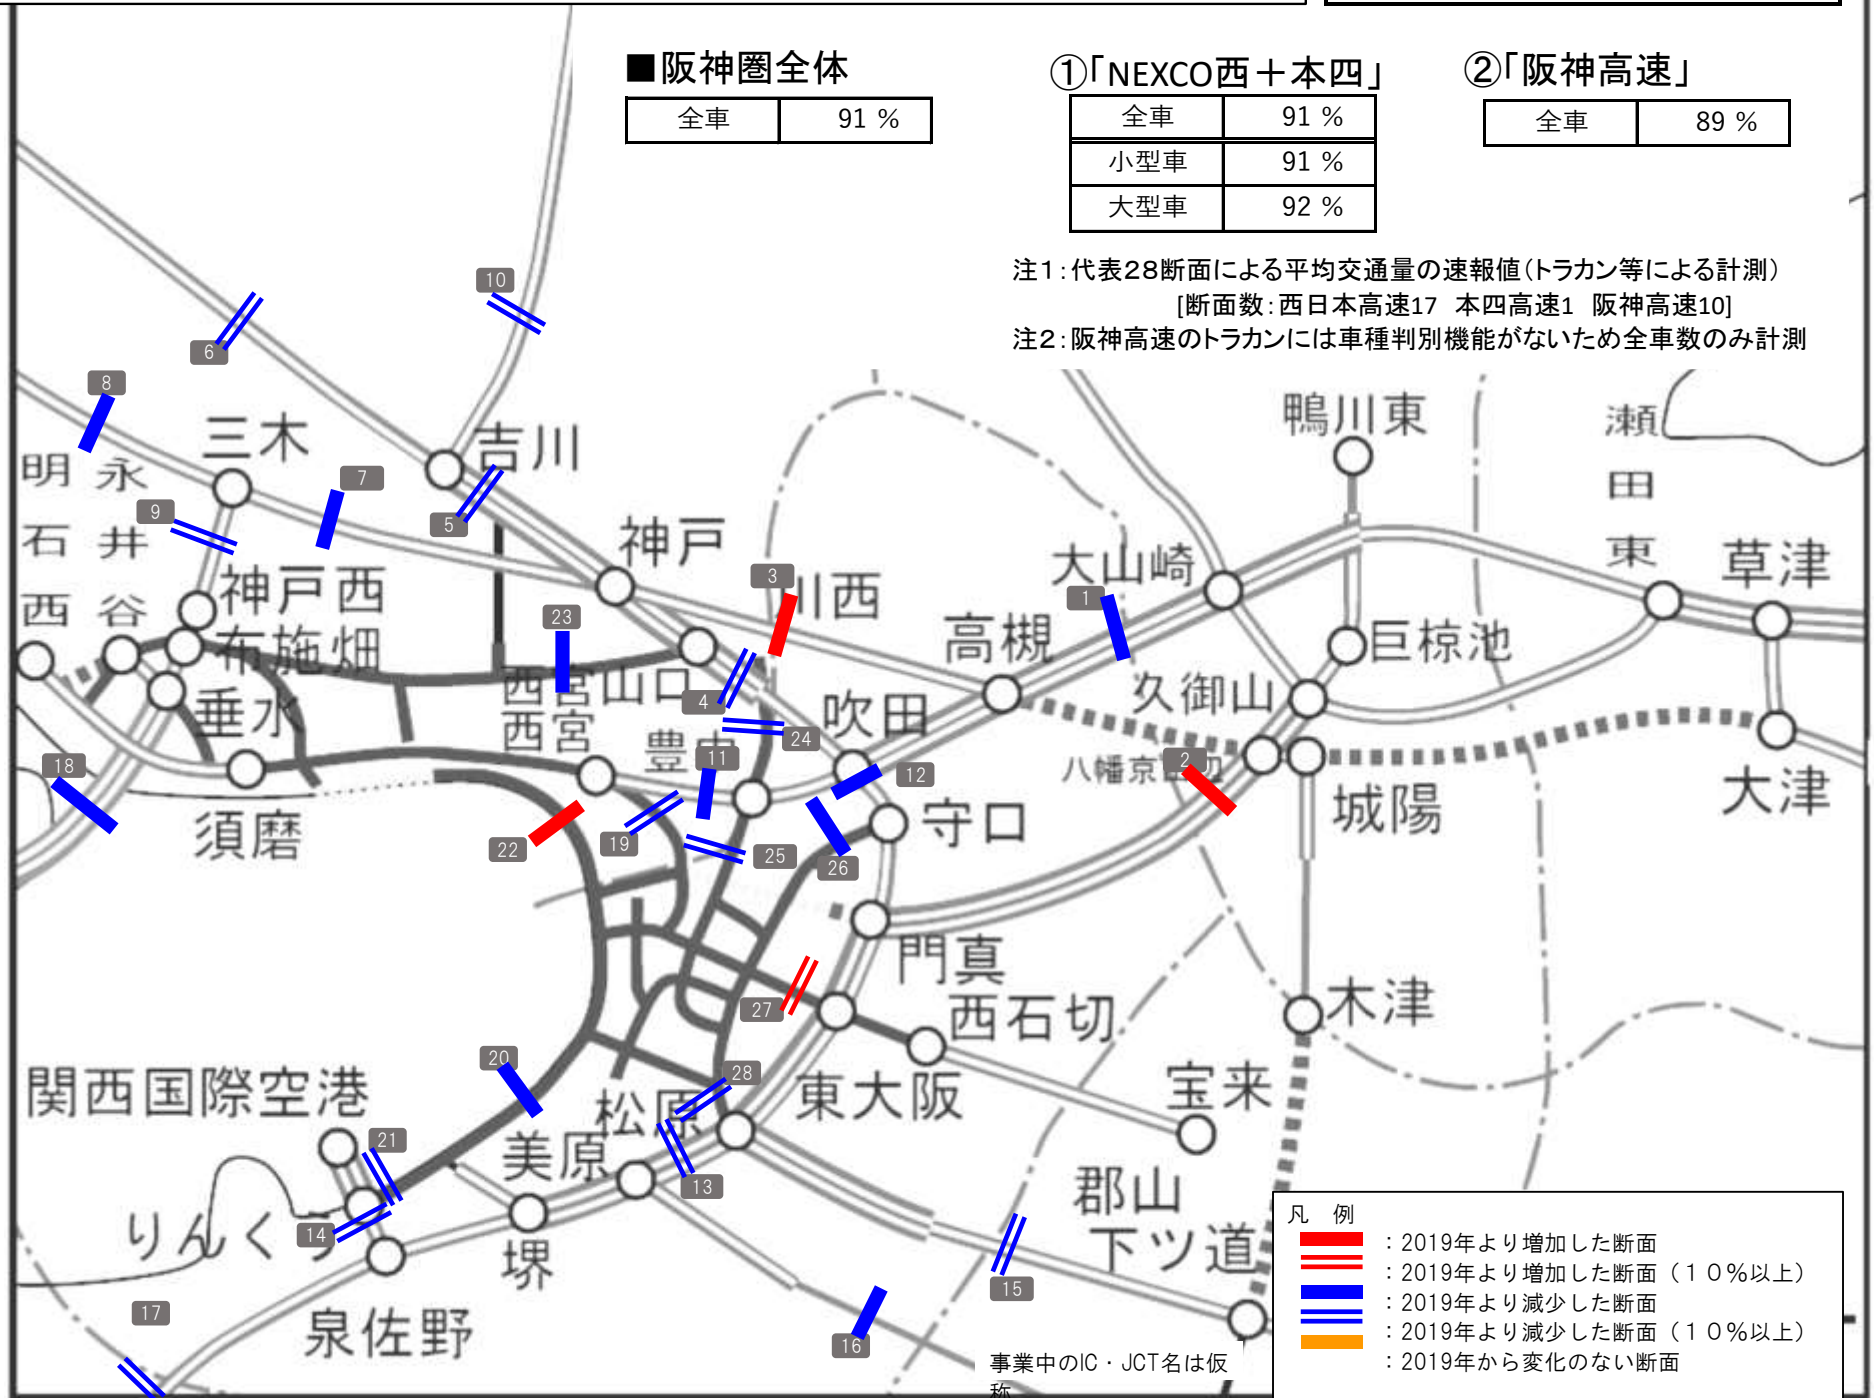 ■阪神圏全体
全車 91 %
①「NEXCO西＋本四」
全車 91 %
小型車 91 %
大型車 92 %
②「阪神高速」
全車 89 %
注1：代表28断面による平均交通量の速報値（トラカン等による計測）
[断面数：西日本高速17 本四高速1 阪神高速10]
注2：阪神高速のトラカンには車種判別機能がないため全車数のみ計測
10
6
8
三木
吉川
鴨川東
瀬田東
明石西
永井谷
7
9
5
神戸
大山崎
草津
神戸西
3
川西
1
布施畑
23
高槻
巨椋池
垂水
西宮山口
4
吹田
久御山
西宮
豊中
24
18
11
12
八幡京田辺
2
城陽
大津
須磨
22
19
25
26
守口
門真
27
西石切
木津
20
28
東大阪
宝来
関西国際空港
松原
21
美原
13
郡山下ツ道
りんくう
14
堺
15
17
泉佐野
16
事業中のIC・JCT名は仮
称
凡 例
：2019年より増加した断面
：2019年より増加した断面（１０％以上）
：2019年より減少した断面
：2019年より減少した断面（１０％以上）
：2019年から変化のない断面